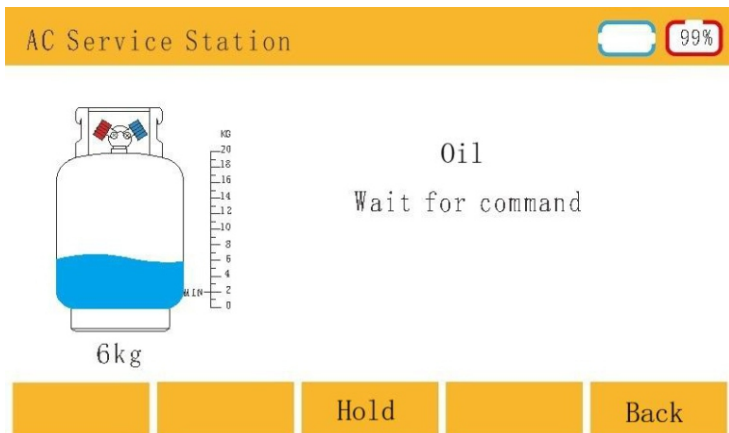 AC Service Station
99%
KG
20
18
16
14
12
10
8
6
4
MIN 2
0
Oil
Wait for command
6kg
Hold
Back